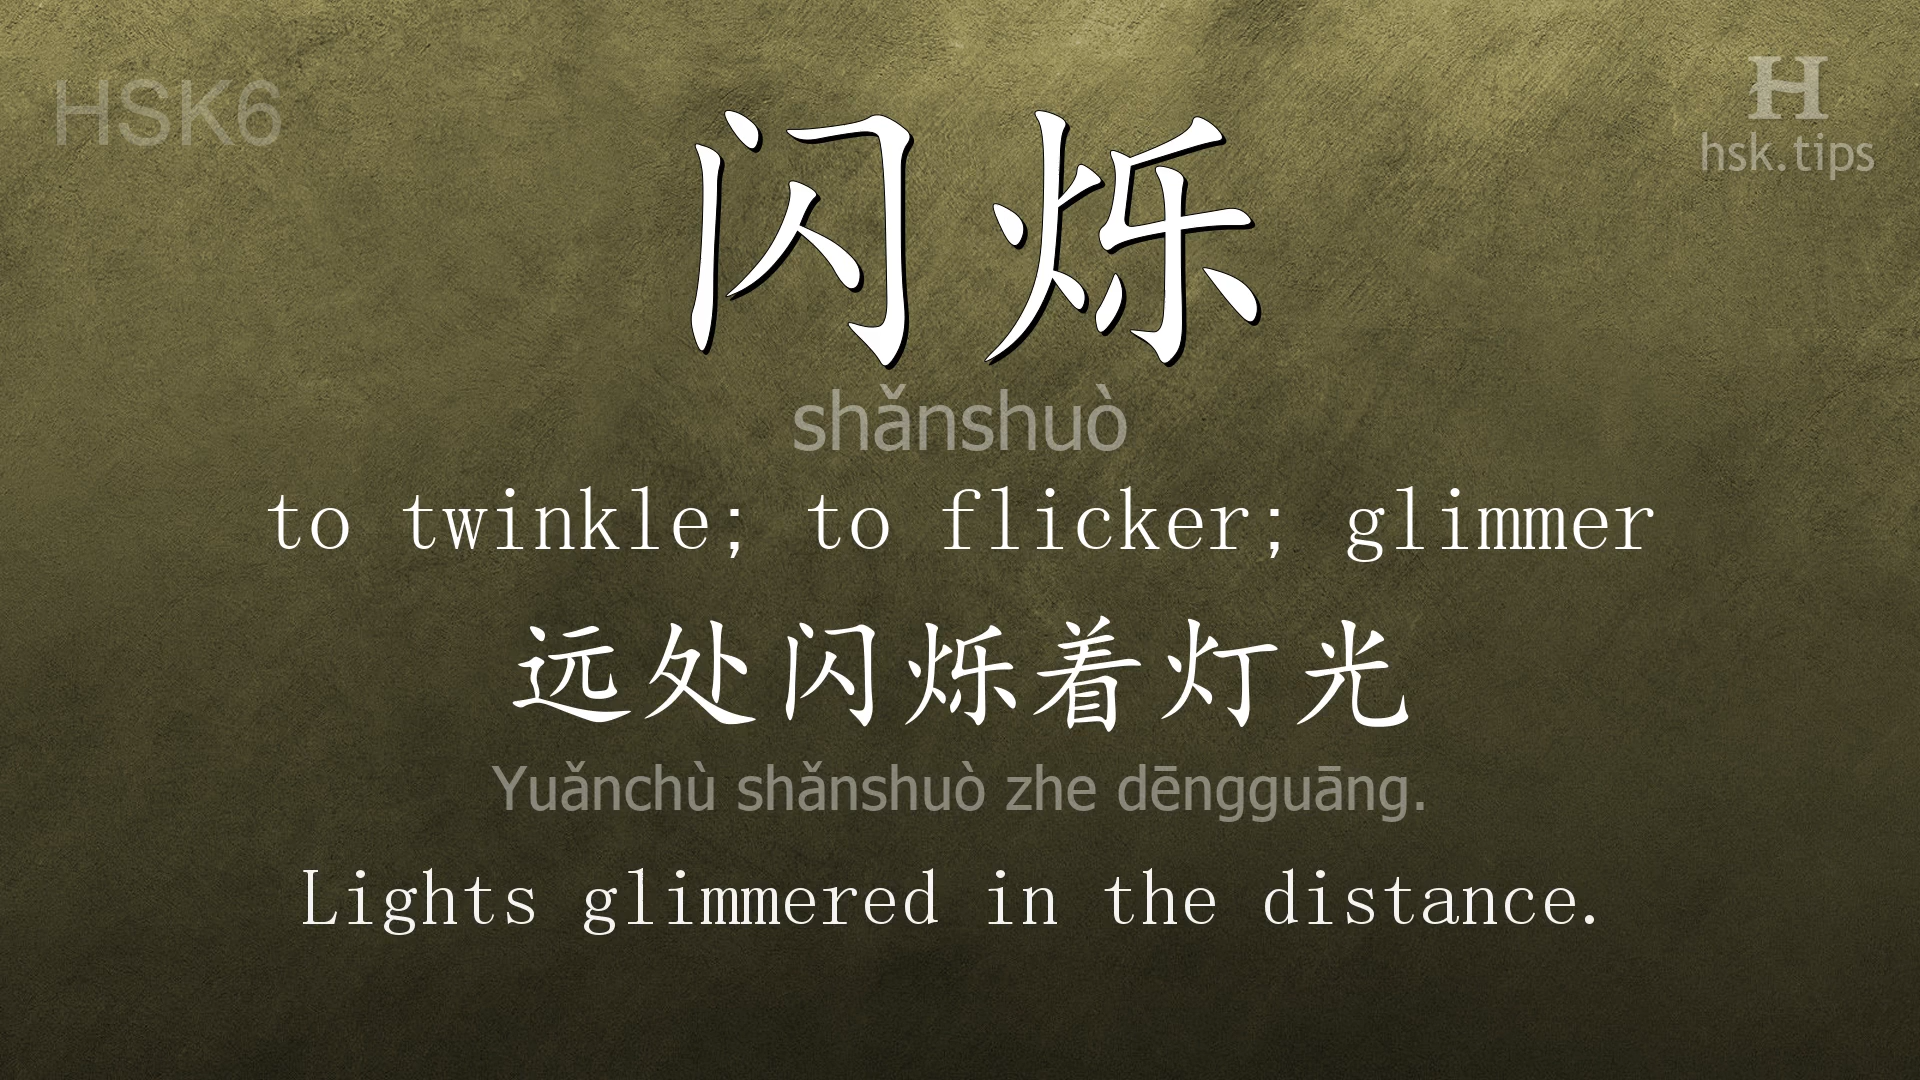 HSK6
H
hsk.tips
闪烁
shǎnshuò
to twinkle; to flicker; glimmer
远处闪烁着灯光
Yuǎnchù shǎnshuò zhe dēngguāng.
Lights glimmered in the distance.